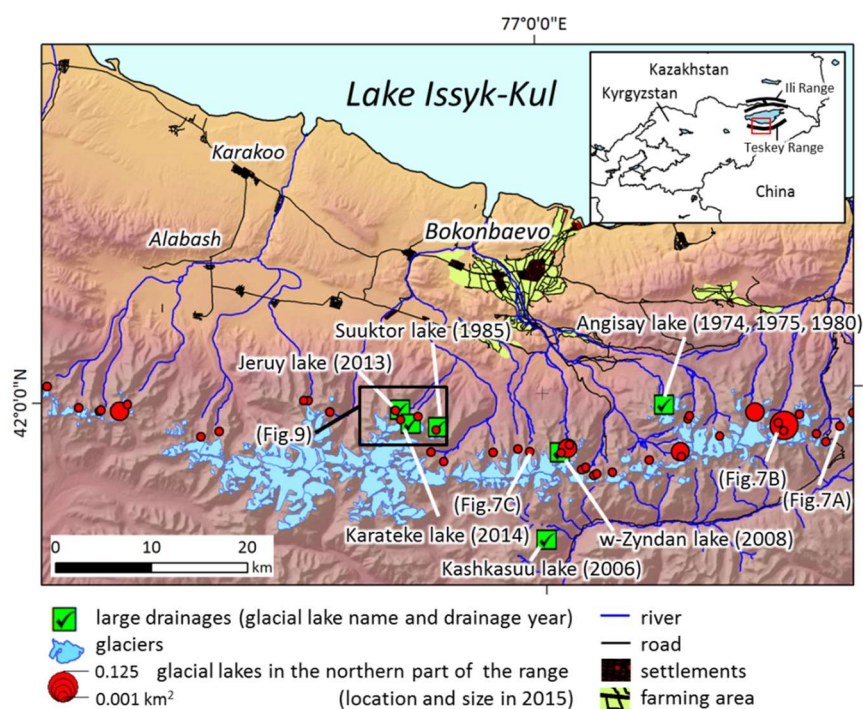 77°0'0"E
Kazakhstan
Kyrgyzstan
Ili Range
Teskey Range
China
Lake Issyk-Kul
Karakoo
Alabash
Bokonbaevo
Suuktor lake (1985)
Angisay lake (1974, 1975, 1980)
Jeruy lake (2013)
42°0'0"N
(Fig.9)
(Fig.7C)
(Fig.7B)
(Fig.7A)
Karateke lake (2014)
w-Zyndan lake (2008)
Kashkasuu lake (2006)
0 10 20
km
large drainages (glacial lake name and drainage year)
glaciers
0.125
glacial lakes in the northern part of the range
0.001 km²
(location and size in 2015)
river
road
settlements
farming area